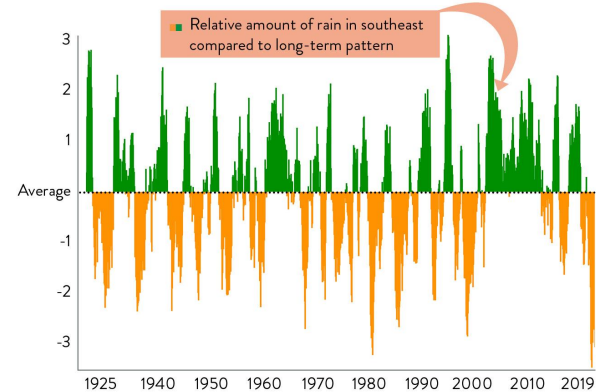 Relative amount of rain in southeast
compared to long-term pattern
3
2
1
Average
-1
-2
-3
1925 1940 1950 1960 1970 1980 1990 2000 2010 2019